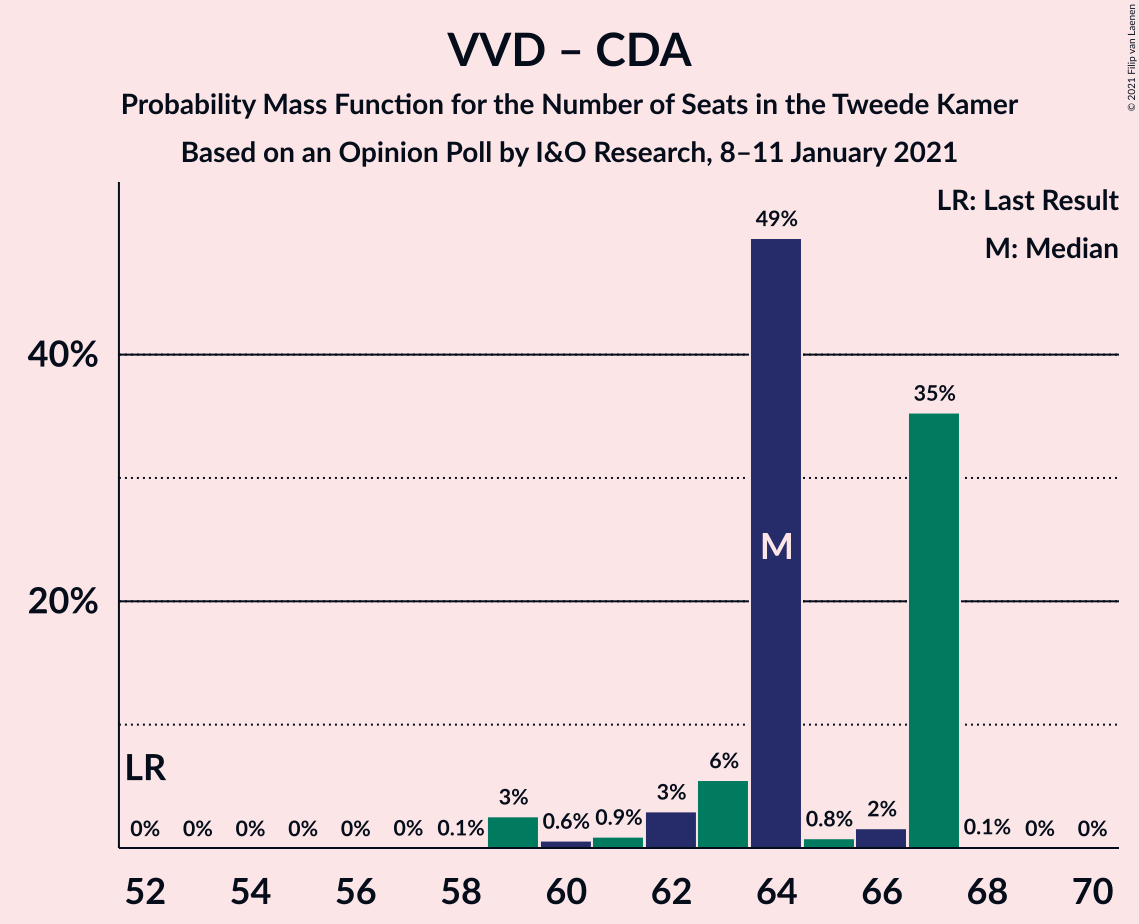 VVD – CDA
Probability Mass Function for the Number of Seats in the Tweede Kamer
Based on an Opinion Poll by I&O Research, 8–11 January 2021
© 2021 Filip van Laenen
LR: Last Result
M: Median
49%
40%
35%
M
20%
LR
0% 0% 0% 0% 0% 0% 0.1% 3% 0.6% 0.9% 3% 6% 0.8% 2% 0.1% 0% 0%
52 54 56 58 60 62 64 66 68 70